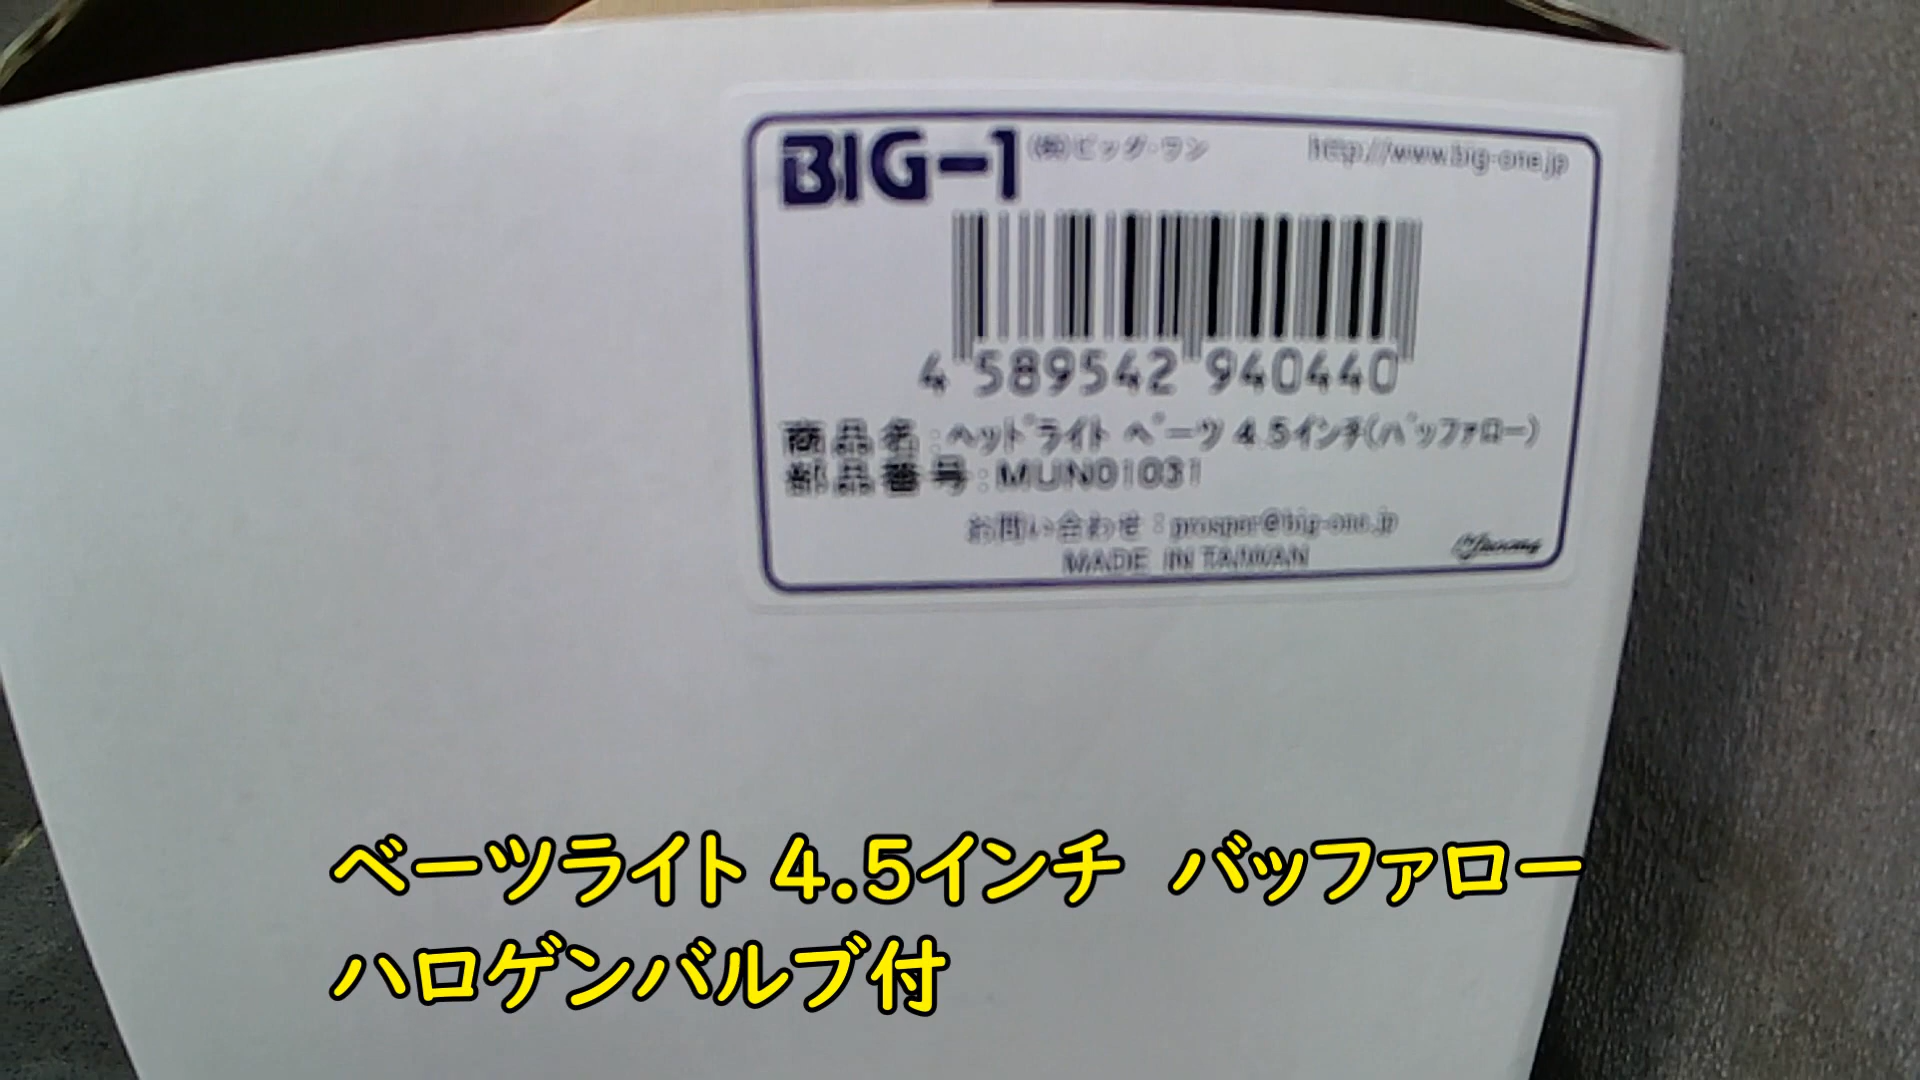 BIG-1 (株)ビッグ・ワン http://www.big-one.jp
4 589542 940440
商品名:ヘッドライト ベーツ 4.5インチ(バッファロー)
部品番号:MUN01031
お問い合わせ:prosper@big-one.jp
MADE IN TAIWAN
ベーツライト 4.5インチ バッファロー
ハロゲンバルブ付